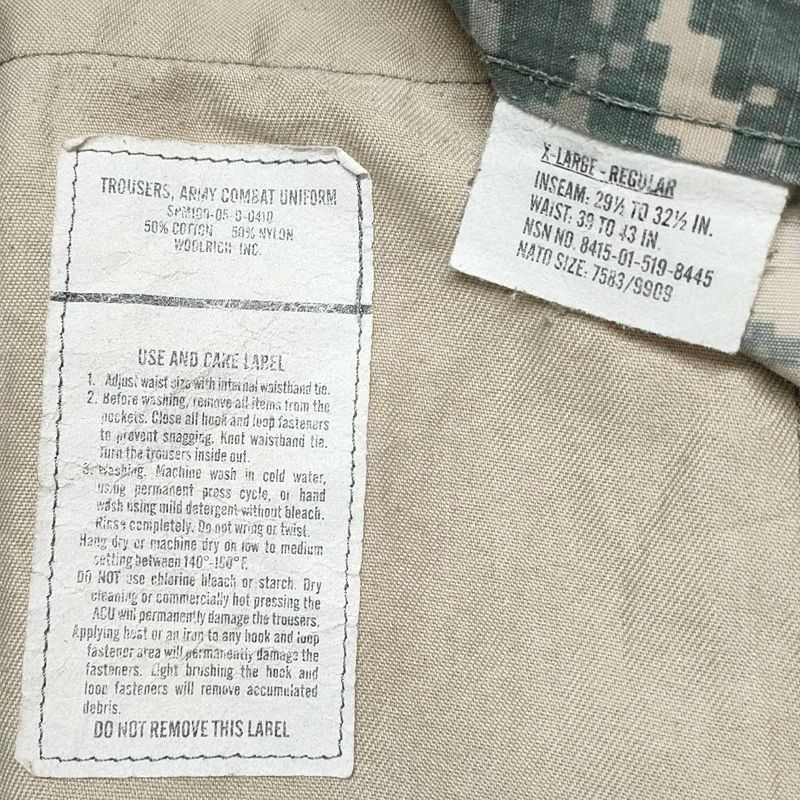 TROUSERS, ARMY COMBAT UNIFORM
SPM100-05-D-0410
50% COTTON 50% NYLON
WOOLRICH INC.
USE AND CARE LABEL
1. Adjust waist size with internal waistband tie.
2. Before washing, remove all items from the
pockets. Close all hook and loop fasteners
to prevent snagging. Knot waistband tie.
Turn the trousers inside out.
3. Washing. Machine wash in cold water,
using permanent press cycle, or hand
wash using mild detergent without bleach.
Rinse completely. Do not wring or twist.
Hang dry or machine dry on low to medium
setting between 140°-160°F.
DO NOT use chlorine bleach or starch. Dry
cleaning or commercially hot pressing the
ACU will permanently damage the trousers.
Applying heat or an iron to any hook and loop
fastener area will permanently damage the
fasteners. Light brushing the hook and
loop fasteners will remove accumulated
debris.
DO NOT REMOVE THIS LABEL
X-LARGE - REGULAR
INSEAM: 29½ TO 32½ IN.
WAIST: 39 TO 43 IN.
NSN NO. 8415-01-519-8445
NATO SIZE: 7583/9909